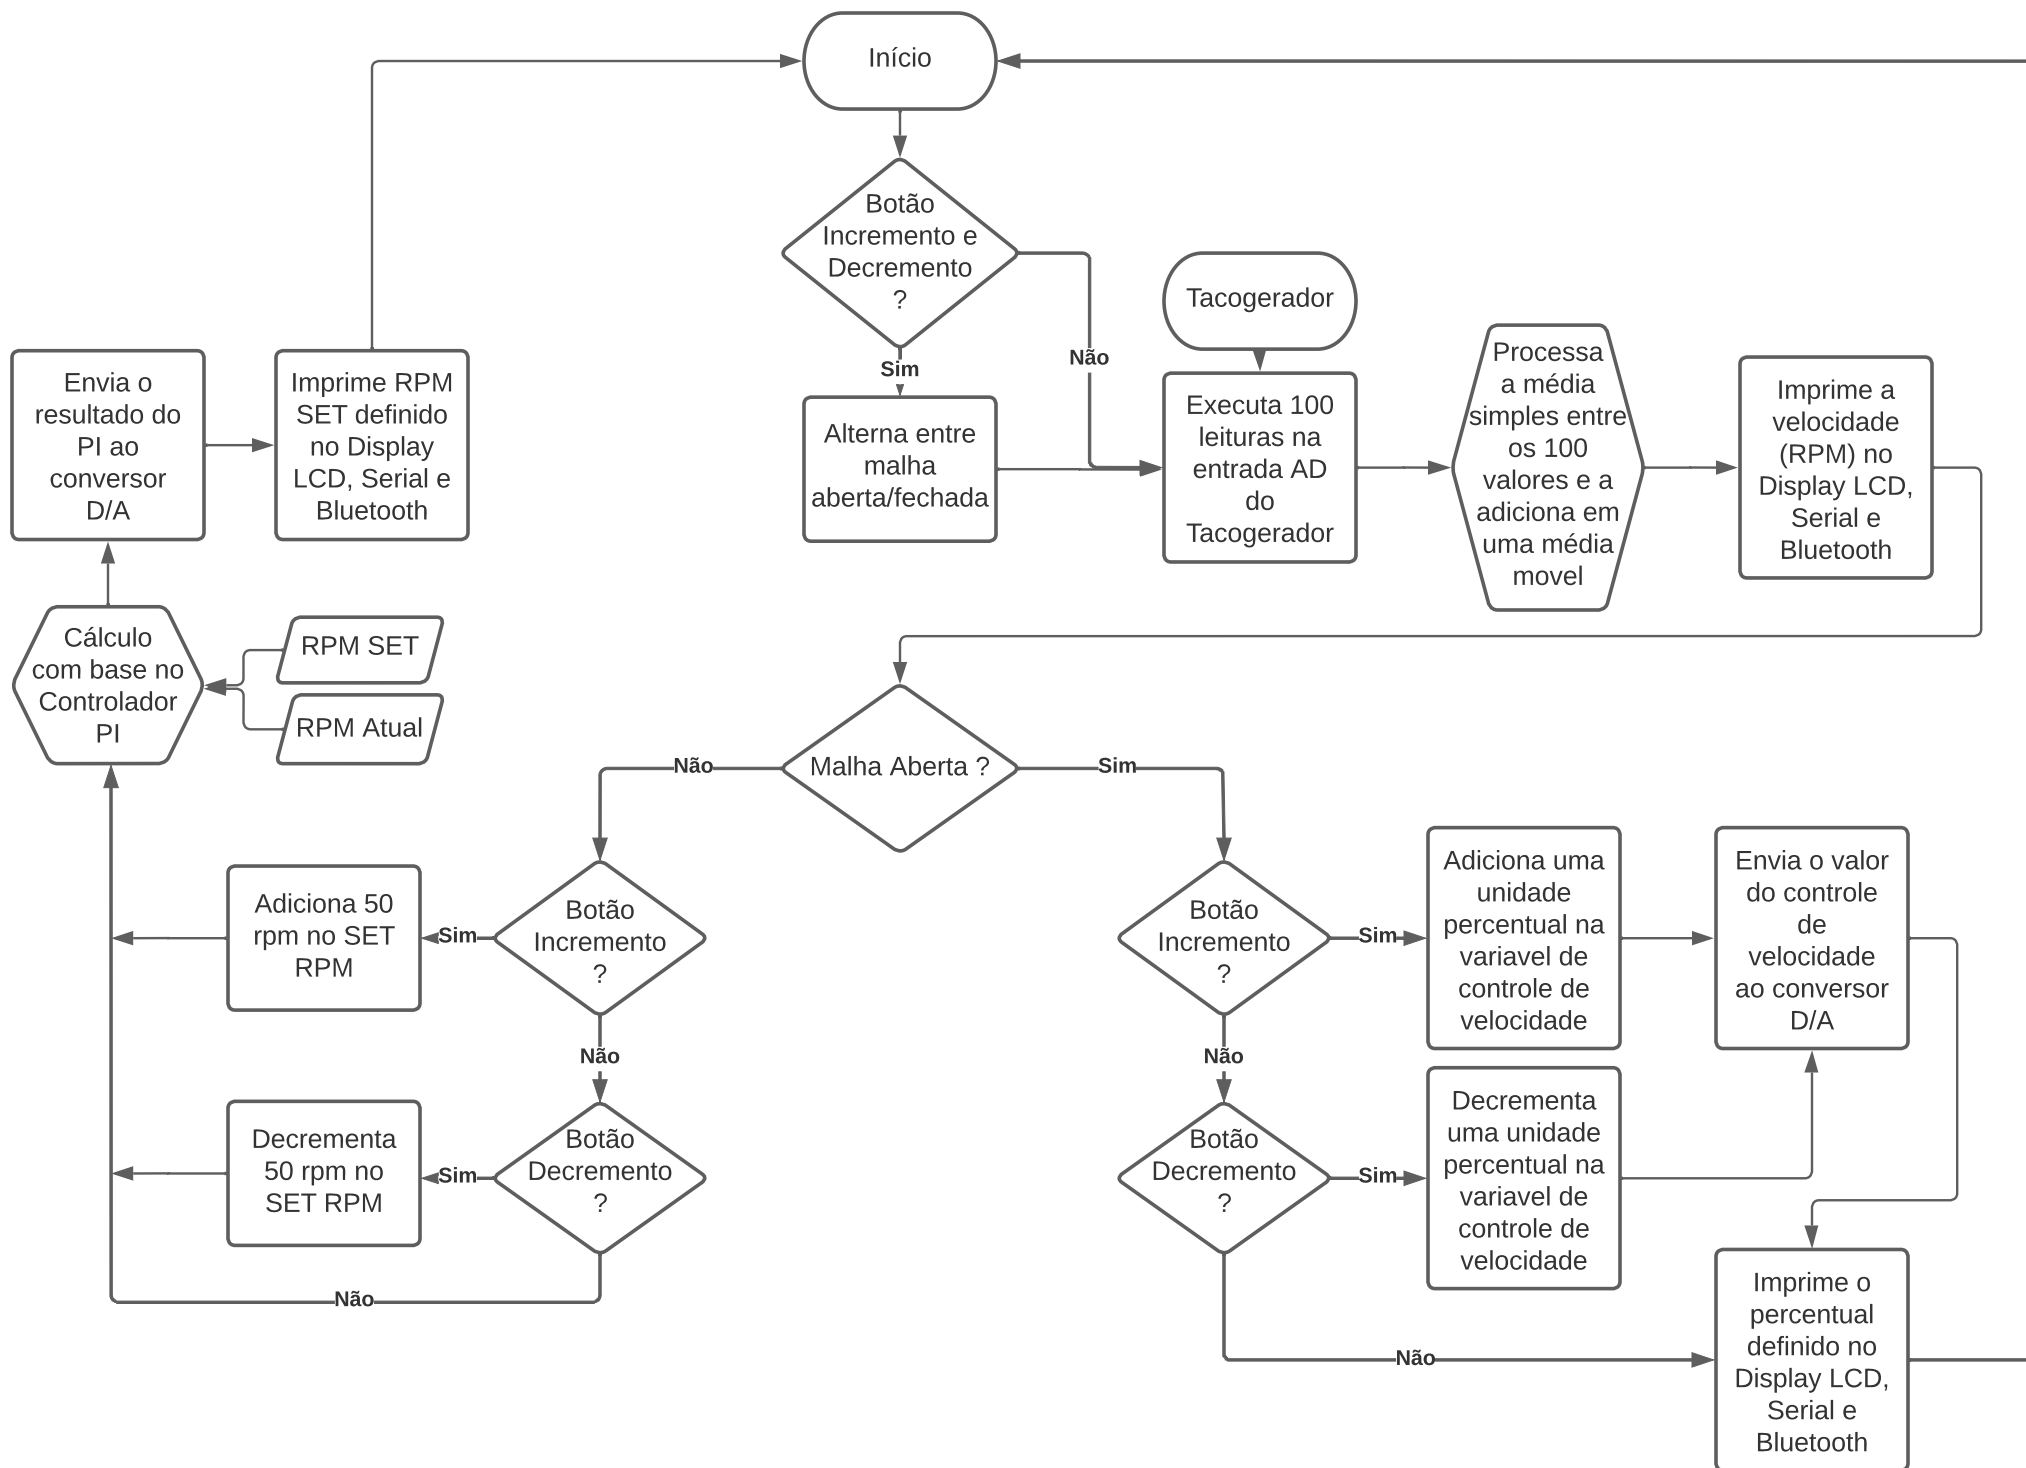 Início
Botão
Incremento e
Decremento
?
Sim
Não
Alterna entre
malha
aberta/fechada
Tacogerador
Executa 100
leituras na
entrada AD
do
Tacogerador
Processa
a média
simples entre
os 100
valores e a
adiciona em
uma média
movel
Imprime a
velocidade
(RPM) no
Display LCD,
Serial e
Bluetooth
Envia o
resultado do
PI ao
conversor
D/A
Imprime RPM
SET definido
no Display
LCD, Serial e
Bluetooth
Cálculo
com base no
Controlador
PI
RPM SET
RPM Atual
Malha Aberta ?
Não
Sim
Botão
Incremento
?
Sim
Adiciona 50
rpm no SET
RPM
Não
Botão
Decremento
?
Sim
Decrementa
50 rpm no
SET RPM
Não
Botão
Incremento
?
Sim
Adiciona uma
unidade
percentual na
variavel de
controle de
velocidade
Envia o valor
do controle
de
velocidade
ao conversor
D/A
Não
Botão
Decremento
?
Sim
Decrementa
uma unidade
percentual na
variavel de
controle de
velocidade
Não
Imprime o
percentual
definido no
Display LCD,
Serial e
Bluetooth